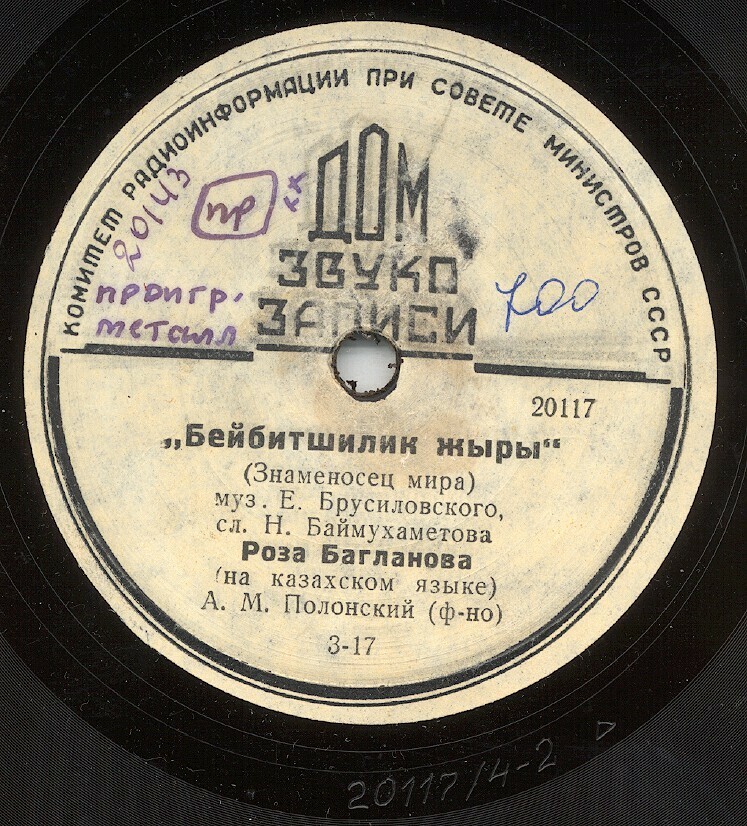 КОМИТЕТ РАДИОИНФОРМАЦИИ ПРИ СОВЕТЕ МИНИСТРОВ СССР
20143
пр
кк
ДОМ
ЗВУКО
ЗАПИСИ
проигр.
металл
700
20117
„Бейбитшилик жыры“
(Знаменосец мира)
муз. Е. Брусиловского,
сл. Н. Баймухаметова
Роза Багланова
(на казахском языке)
А. М. Полонский (ф-но)
3-17
20117/4-2